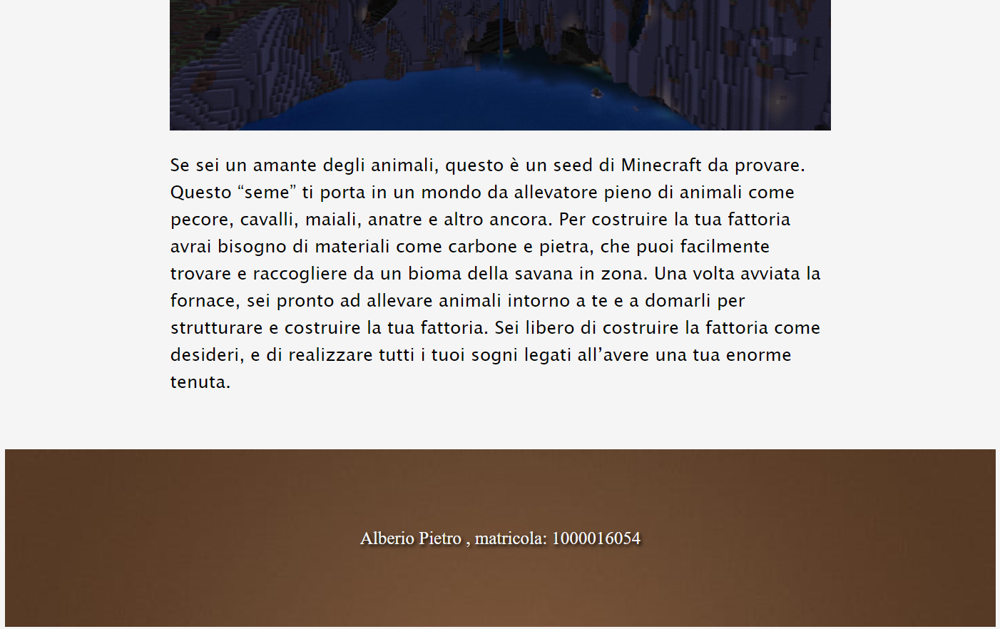 Se sei un amante degli animali, questo è un seed di Minecraft da provare.
Questo “seme” ti porta in un mondo da allevatore pieno di animali come
pecore, cavalli, maiali, anatre e altro ancora. Per costruire la tua fattoria
avrai bisogno di materiali come carbone e pietra, che puoi facilmente
trovare e raccogliere da un bioma della savana in zona. Una volta avviata la
fornace, sei pronto ad allevare animali intorno a te e a domarli per
strutturare e costruire la tua fattoria. Sei libero di costruire la fattoria come
desideri, e di realizzare tutti i tuoi sogni legati all’avere una tua enorme
tenuta.
Alberio Pietro , matricola: 1000016054